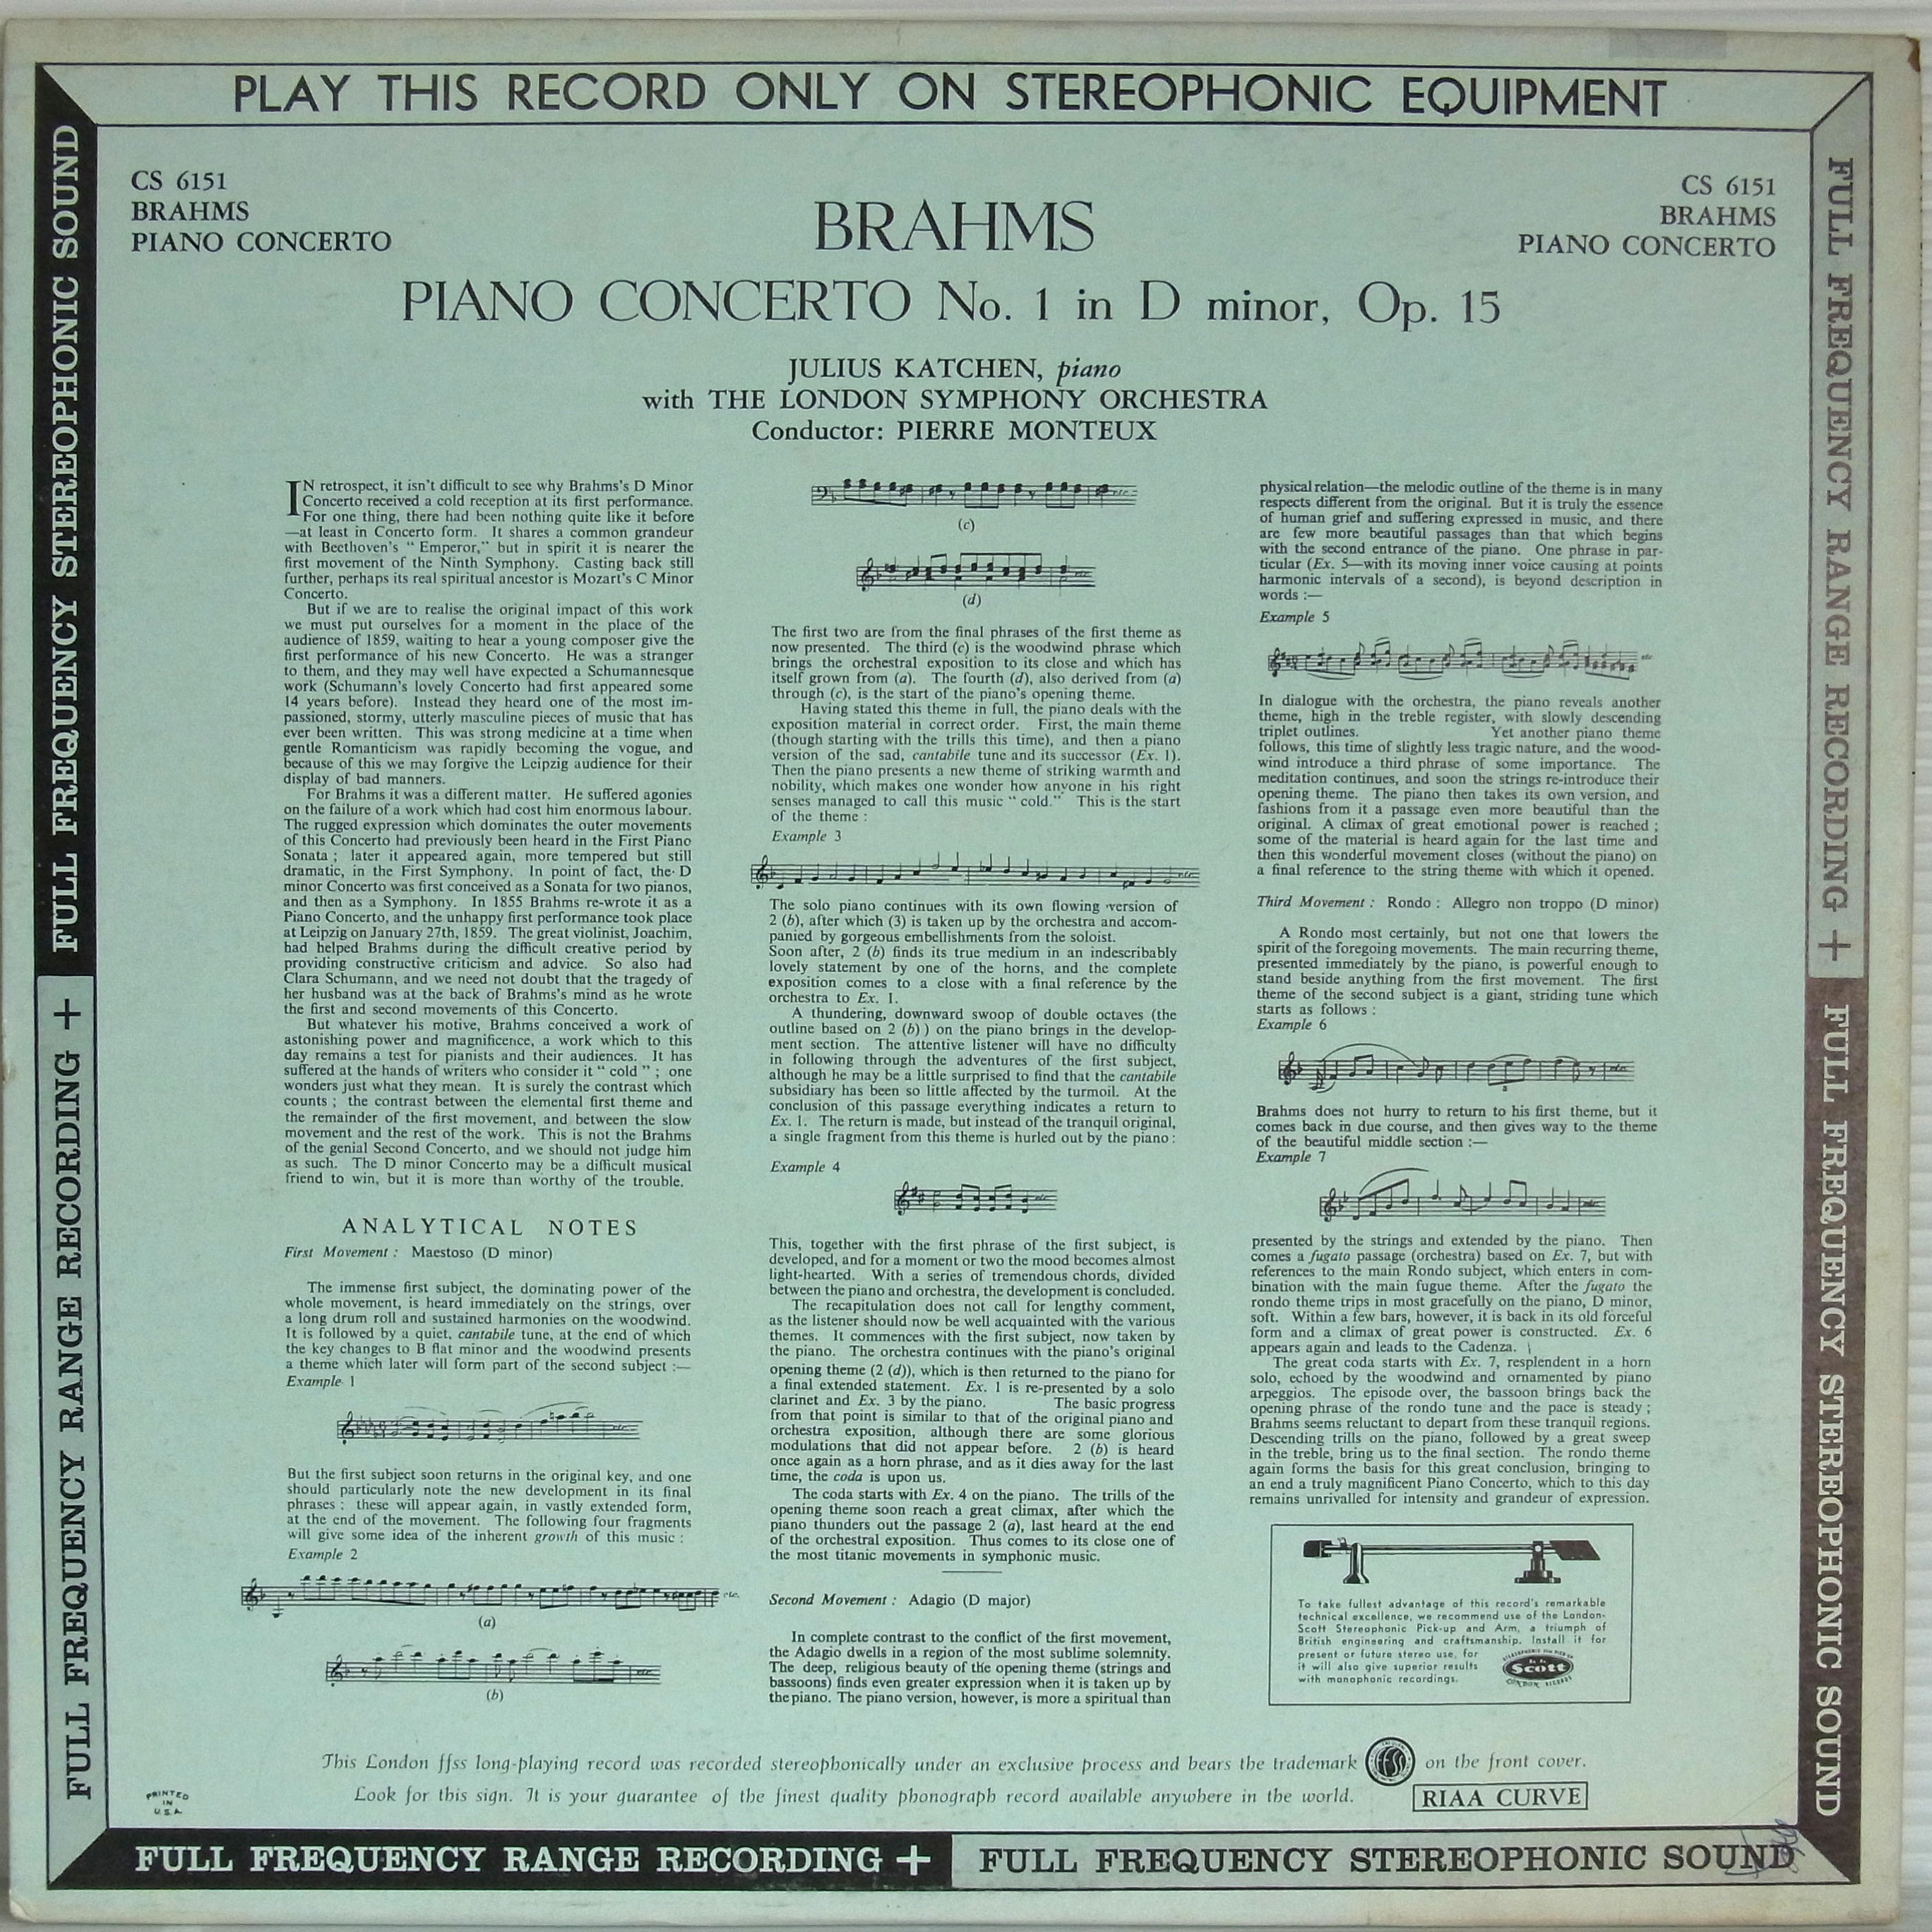 PLAY THIS RECORD ONLY ON STEREOPHONIC EQUIPMENT
CS 6151
BRAHMS
PIANO CONCERTO
CS 6151
BRAHMS
PIANO CONCERTO
BRAHMS
PIANO CONCERTO No. 1 in D minor, Op. 15
JULIUS KATCHEN, piano
with THE LONDON SYMPHONY ORCHESTRA
Conductor: PIERRE MONTEUX
IN retrospect, it isn't difficult to see why Brahms's D Minor
Concerto received a cold reception at its first performance.
For one thing, there had been nothing quite like it before
—at least in Concerto form. It shares a common grandeur
with Beethoven's “ Emperor,” but in spirit it is nearer the
first movement of the Ninth Symphony. Casting back still
further, perhaps its real spiritual ancestor is Mozart's C Minor
Concerto.
But if we are to realise the original impact of this work
we must put ourselves for a moment in the place of the
audience of 1859, waiting to hear a young composer give the
first performance of his new Concerto. He was a stranger
to them, and they may well have expected a Schumannesque
work (Schumann's lovely Concerto had first appeared some
14 years before). Instead they heard one of the most im-
passioned, stormy, utterly masculine pieces of music that has
ever been written. This was strong medicine at a time when
gentle Romanticism was rapidly becoming the vogue, and
because of this we may forgive the Leipzig audience for their
display of bad manners.
For Brahms it was a different matter. He suffered agonies
on the failure of a work which had cost him enormous labour.
The rugged expression which dominates the outer movements
of this Concerto had previously been heard in the First Piano
Sonata ; later it appeared again, more tempered but still
dramatic, in the First Symphony. In point of fact, the D
minor Concerto was first conceived as a Sonata for two pianos,
and then as a Symphony. In 1855 Brahms re-wrote it as a
Piano Concerto, and the unhappy first performance took place
at Leipzig on January 27th, 1859. The great violinist, Joachim,
had helped Brahms during the difficult creative period by
providing constructive criticism and advice. So also had
Clara Schumann, and we need not doubt that the tragedy of
her husband was at the back of Brahms's mind as he wrote
the first and second movements of this Concerto.
But whatever his motive, Brahms conceived a work of
astonishing power and magnificence, a work which to this
day remains a test for pianists and their audiences. It has
suffered at the hands of writers who consider it “ cold ” ; one
wonders just what they mean. It is surely the contrast which
counts ; the contrast between the elemental first theme and
the remainder of the first movement, and between the slow
movement and the rest of the work. This is not the Brahms
of the genial Second Concerto, and we should not judge him
as such. The D minor Concerto may be a difficult musical
friend to win, but it is more than worthy of the trouble.
ANALYTICAL NOTES
First Movement : Maestoso (D minor)
The immense first subject, the dominating power of the
whole movement, is heard immediately on the strings, over
a long drum roll and sustained harmonies on the woodwind.
It is followed by a quiet, cantabile tune, at the end of which
the key changes to B flat minor and the woodwind presents
a theme which later will form part of the second subject :—
Example 1
But the first subject soon returns in the original key, and one
should particularly note the new development in its final
phrases ; these will appear again, in vastly extended form,
at the end of the movement. The following four fragments
will give some idea of the inherent growth of this music :
Example 2
etc.
(a)
(b)
etc
(c)
etc
(d)
The first two are from the final phrases of the first theme as
now presented. The third (c) is the woodwind phrase which
brings the orchestral exposition to its close and which has
itself grown from (a). The fourth (d), also derived from (a)
through (c), is the start of the piano's opening theme.
Having stated this theme in full, the piano deals with the
exposition material in correct order. First, the main theme
(though starting with the trills this time), and then a piano
version of the sad, cantabile tune and its successor (Ex. 1).
Then the piano presents a new theme of striking warmth and
nobility, which makes one wonder how anyone in his right
senses managed to call this music “ cold.” This is the start
of the theme :
Example 3
etc
The solo piano continues with its own flowing version of
2 (b), after which (3) is taken up by the orchestra and accom-
panied by gorgeous embellishments from the soloist.
Soon after, 2 (b) finds its true medium in an indescribably
lovely statement by one of the horns, and the complete
exposition comes to a close with a final reference by the
orchestra to Ex. 1.
A thundering, downward swoop of double octaves (the
outline based on 2 (b) ) on the piano brings in the develop-
ment section. The attentive listener will have no difficulty
in following through the adventures of the first subject,
although he may be a little surprised to find that the cantabile
subsidiary has been so little affected by the turmoil. At the
conclusion of this passage everything indicates a return to
Ex. 1. The return is made, but instead of the tranquil original,
a single fragment from this theme is hurled out by the piano :
Example 4
etc
This, together with the first phrase of the first subject, is
developed, and for a moment or two the mood becomes almost
light-hearted. With a series of tremendous chords, divided
between the piano and orchestra, the development is concluded.
The recapitulation does not call for lengthy comment,
as the listener should now be well acquainted with the various
themes. It commences with the first subject, now taken by
the piano. The orchestra continues with the piano's original
opening theme (2 (d)), which is then returned to the piano for
a final extended statement. Ex. 1 is re-presented by a solo
clarinet and Ex. 3 by the piano. The basic progress
from that point is similar to that of the original piano and
orchestra exposition, although there are some glorious
modulations that did not appear before. 2 (b) is heard
once again as a horn phrase, and as it dies away for the last
time, the coda is upon us.
The coda starts with Ex. 4 on the piano. The trills of the
opening theme soon reach a great climax, after which the
piano thunders out the passage 2 (a), last heard at the end
of the orchestral exposition. Thus comes to its close one of
the most titanic movements in symphonic music.
Second Movement : Adagio (D major)
In complete contrast to the conflict of the first movement,
the Adagio dwells in a region of the most sublime solemnity.
The deep, religious beauty of the opening theme (strings and
bassoons) finds even greater expression when it is taken up by
the piano. The piano version, however, is more a spiritual than
physical relation—the melodic outline of the theme is in many
respects different from the original. But it is truly the essence
of human grief and suffering expressed in music, and there
are few more beautiful passages than that which begins
with the second entrance of the piano. One phrase in par-
ticular (Ex. 5—with its moving inner voice causing at points
harmonic intervals of a second), is beyond description in
words :—
Example 5
etc
In dialogue with the orchestra, the piano reveals another
theme, high in the treble register, with slowly descending
triplet outlines. Yet another piano theme
follows, this time of slightly less tragic nature, and the wood-
wind introduce a third phrase of some importance. The
meditation continues, and soon the strings re-introduce their
opening theme. The piano then takes its own version, and
fashions from it a passage even more beautiful than the
original. A climax of great emotional power is reached ;
some of the material is heard again for the last time and
then this wonderful movement closes (without the piano) on
a final reference to the string theme with which it opened.
Third Movement : Rondo : Allegro non troppo (D minor)
A Rondo most certainly, but not one that lowers the
spirit of the foregoing movements. The main recurring theme,
presented immediately by the piano, is powerful enough to
stand beside anything from the first movement. The first
theme of the second subject is a giant, striding tune which
starts as follows :
Example 6
etc
Brahms does not hurry to return to his first theme, but it
comes back in due course, and then gives way to the theme
of the beautiful middle section :—
Example 7
etc
presented by the strings and extended by the piano. Then
comes a fugato passage (orchestra) based on Ex. 7, but with
references to the main Rondo subject, which enters in com-
bination with the main fugue theme. After the fugato the
rondo theme trips in most gracefully on the piano, D minor,
soft. Within a few bars, however, it is back in its old forceful
form and a climax of great power is constructed. Ex. 6
appears again and leads to the Cadenza.
The great coda starts with Ex. 7, resplendent in a horn
solo, echoed by the woodwind and ornamented by piano
arpeggios. The episode over, the bassoon brings back the
opening phrase of the rondo tune and the pace is steady ;
Brahms seems reluctant to depart from these tranquil regions.
Descending trills on the piano, followed by a great sweep
in the treble, bring us to the final section. The rondo theme
again forms the basis for this great conclusion, bringing to
an end a truly magnificent Piano Concerto, which to this day
remains unrivalled for intensity and grandeur of expression.
To take fullest advantage of this record's remarkable
technical excellence, we recommend use of the London-
Scott Stereophonic Pick-up and Arm, a triumph of
British engineering and craftsmanship. Install it for
present or future stereo use, for
it will also give superior results
with monophonic recordings.
Scott
This London ffss long-playing record was recorded stereophonically under an exclusive process and bears the trademark ffss on the front cover.
Look for this sign. It is your guarantee of the finest quality phonograph record available anywhere in the world.
RIAA CURVE
PRINTED
IN
U.S.A.
FULL FREQUENCY RANGE RECORDING + FULL FREQUENCY STEREOPHONIC SOUND
FULL FREQUENCY RANGE RECORDING + FULL FREQUENCY STEREOPHONIC SOUND
FULL FREQUENCY RANGE RECORDING + FULL FREQUENCY STEREOPHONIC SOUND